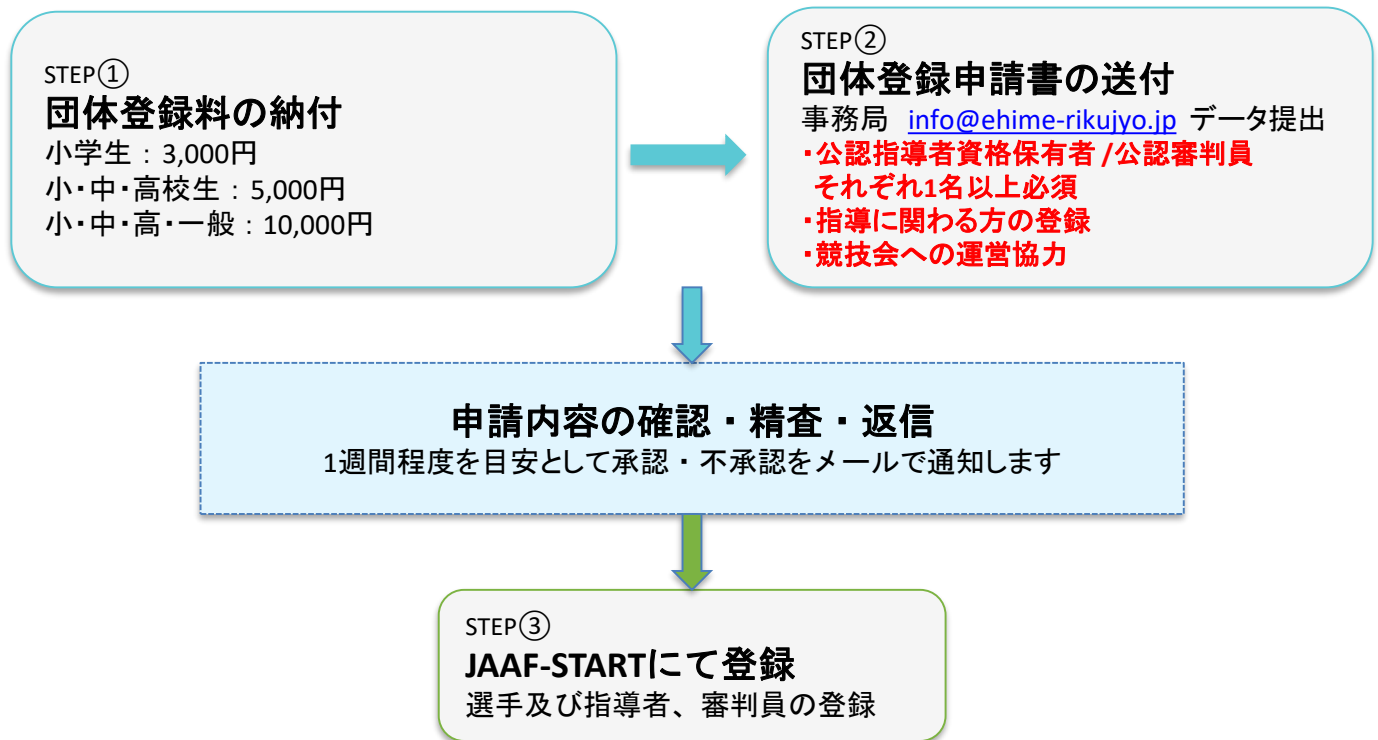 STEP①
団体登録料の納付
小学生：3,000円
小・中・高校生：5,000円
小・中・高・一般：10,000円
STEP②
団体登録申請書の送付
事務局　info@ehime-rikujyo.jp データ提出
・公認指導者資格保有者 /公認審判員
それぞれ1名以上必須
・指導に関わる方の登録
・競技会への運営協力
申請内容の確認・精査・返信
1週間程度を目安として承認・不承認をメールで通知します
STEP③
JAAF-STARTにて登録
選手及び指導者、審判員の登録